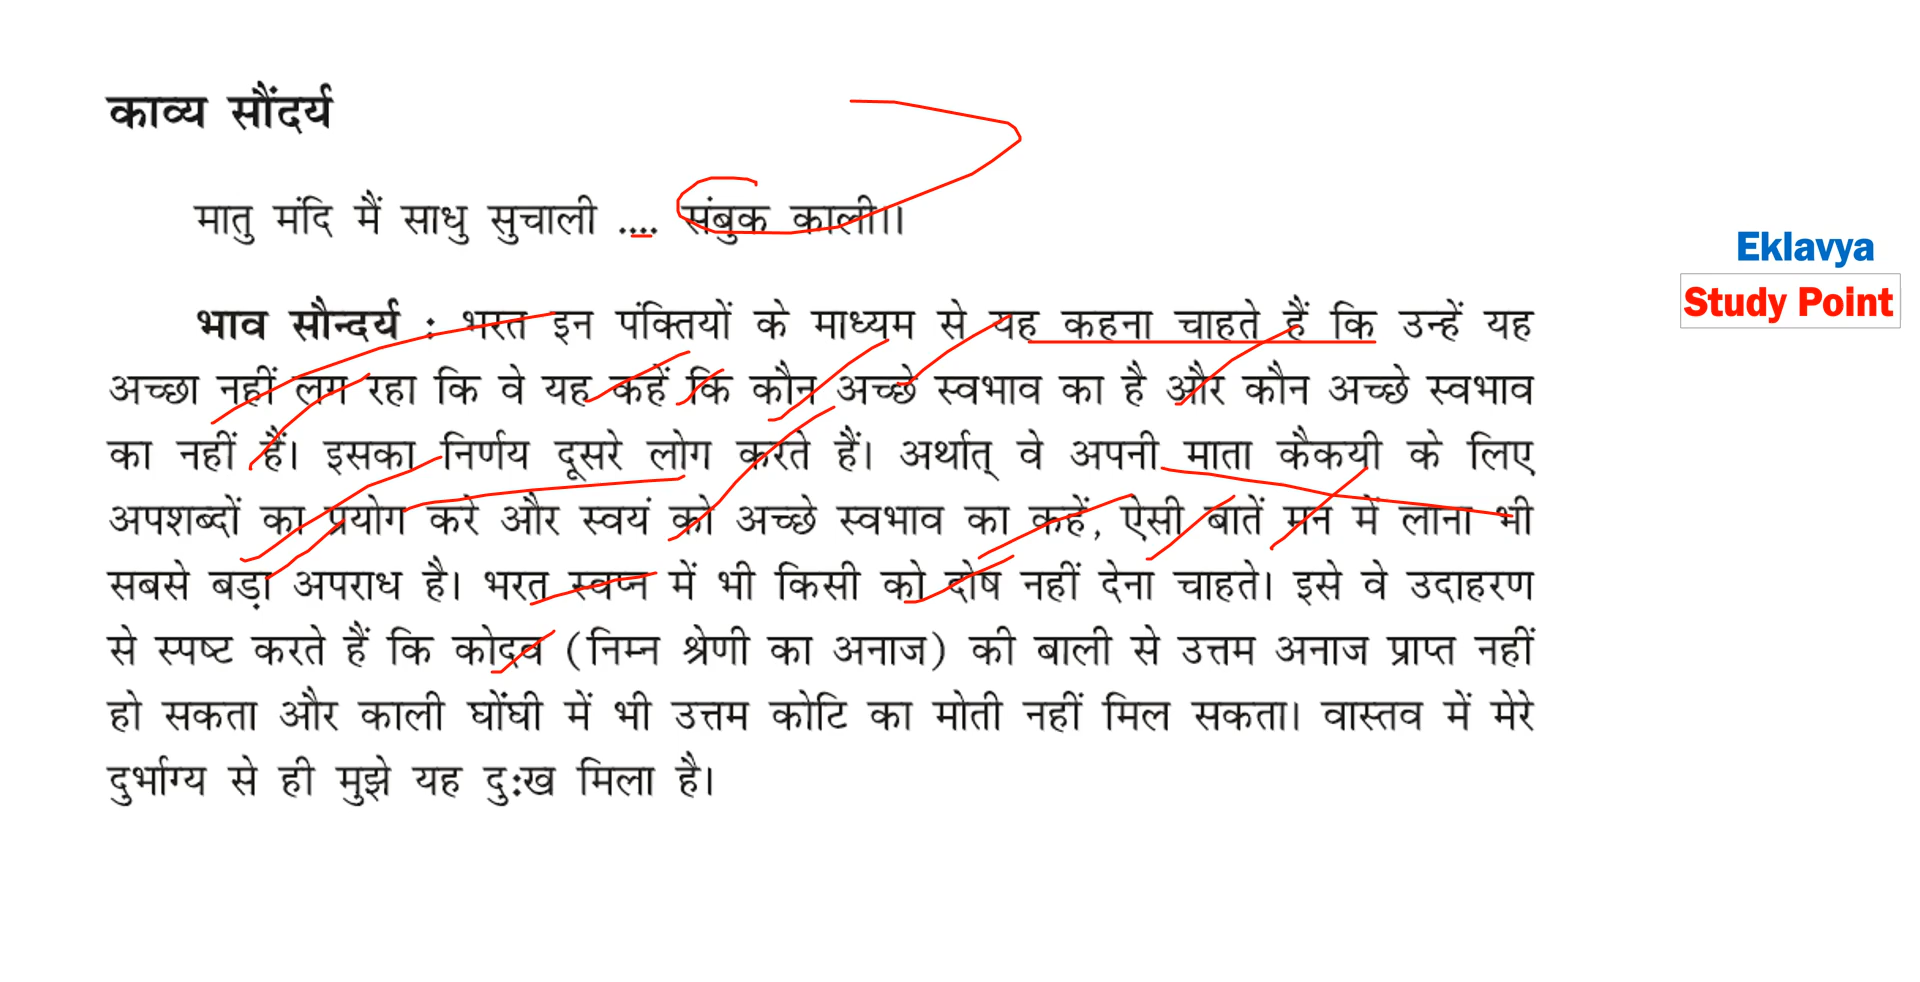 काव्य सौंदर्य
मातु मंदि मैं साधु सुचाली .... संबुक काली।।
Eklavya
Study Point
भाव सौन्दर्य : भरत इन पंक्तियों के माध्यम से यह कहना चाहते हैं कि उन्हें यह
अच्छा नहीं लग रहा कि वे यह कहें कि कौन अच्छे स्वभाव का है और कौन अच्छे स्वभाव
का नहीं हैं। इसका निर्णय दूसरे लोग करते हैं। अर्थात् वे अपनी माता कैकयी के लिए
अपशब्दों का प्रयोग करे और स्वयं को अच्छे स्वभाव का कहें, ऐसी बातें मन में लाना भी
सबसे बड़ा अपराध है। भरत स्वप्न में भी किसी को दोष नहीं देना चाहते। इसे वे उदाहरण
से स्पष्ट करते हैं कि कोदव (निम्न श्रेणी का अनाज) की बाली से उत्तम अनाज प्राप्त नहीं
हो सकता और काली घोंघी में भी उत्तम कोटि का मोती नहीं मिल सकता। वास्तव में मेरे
दुर्भाग्य से ही मुझे यह दुःख मिला है।